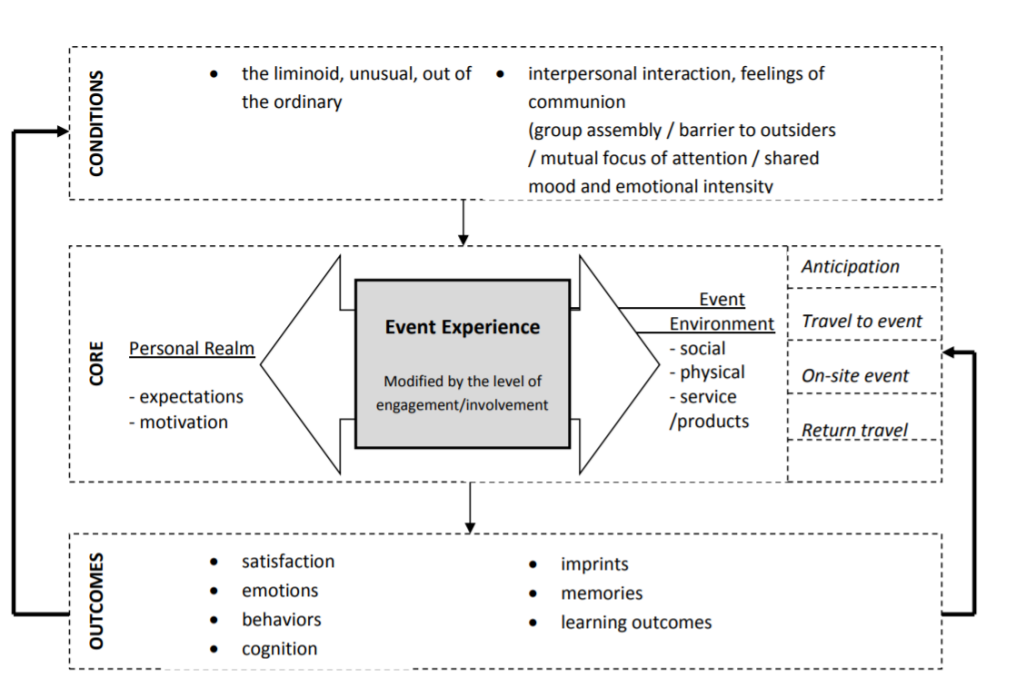 CONDITIONS
• the liminoid, unusual, out of
the ordinary
• interpersonal interaction, feelings of
communion
(group assembly / barrier to outsiders
/ mutual focus of attention / shared
mood and emotional intensity
CORE
Personal Realm
- expectations
- motivation
Event Experience
Modified by the level of
engagement/involvement
Event
Environment
- social
- physical
- service
/products
Anticipation
Travel to event
On-site event
Return travel
OUTCOMES
• satisfaction
• emotions
• behaviors
• cognition
• imprints
• memories
• learning outcomes